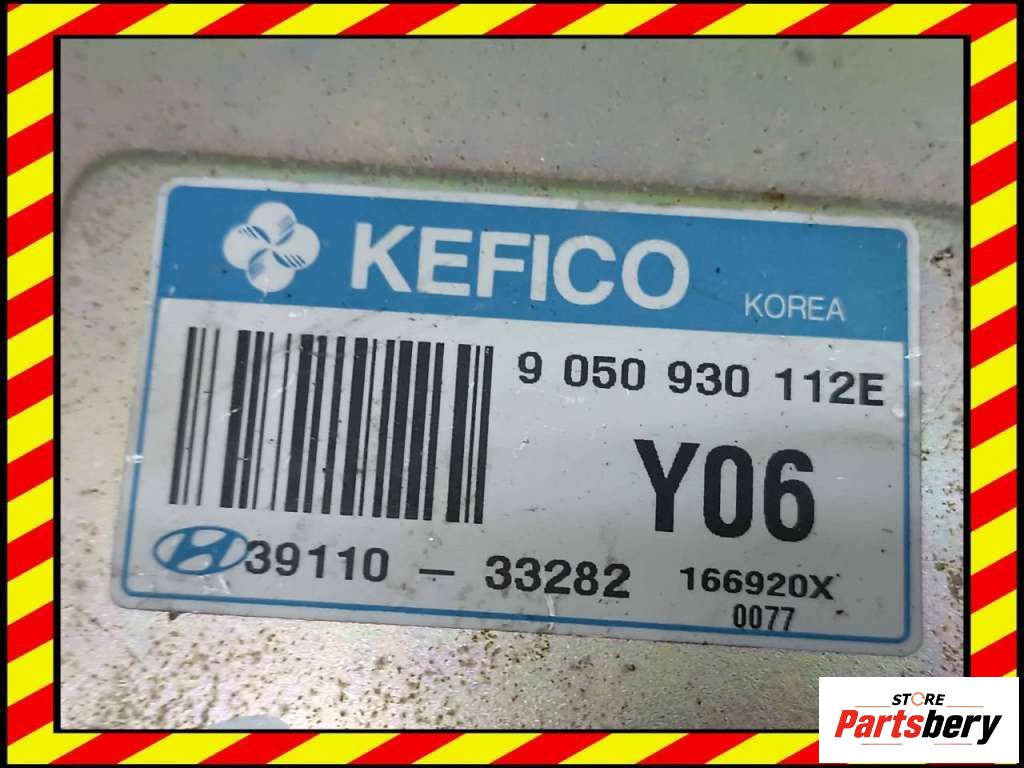 KEFICO
KOREA
9 050 930 112E
Y06
39110 - 33282
166920X
0077
STORE
Partsbery